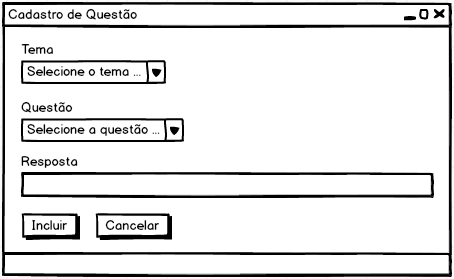 Cadastro de Questão
Tema
Selecione o tema ...
Questão
Selecione a questão ...
Resposta
Incluir Cancelar